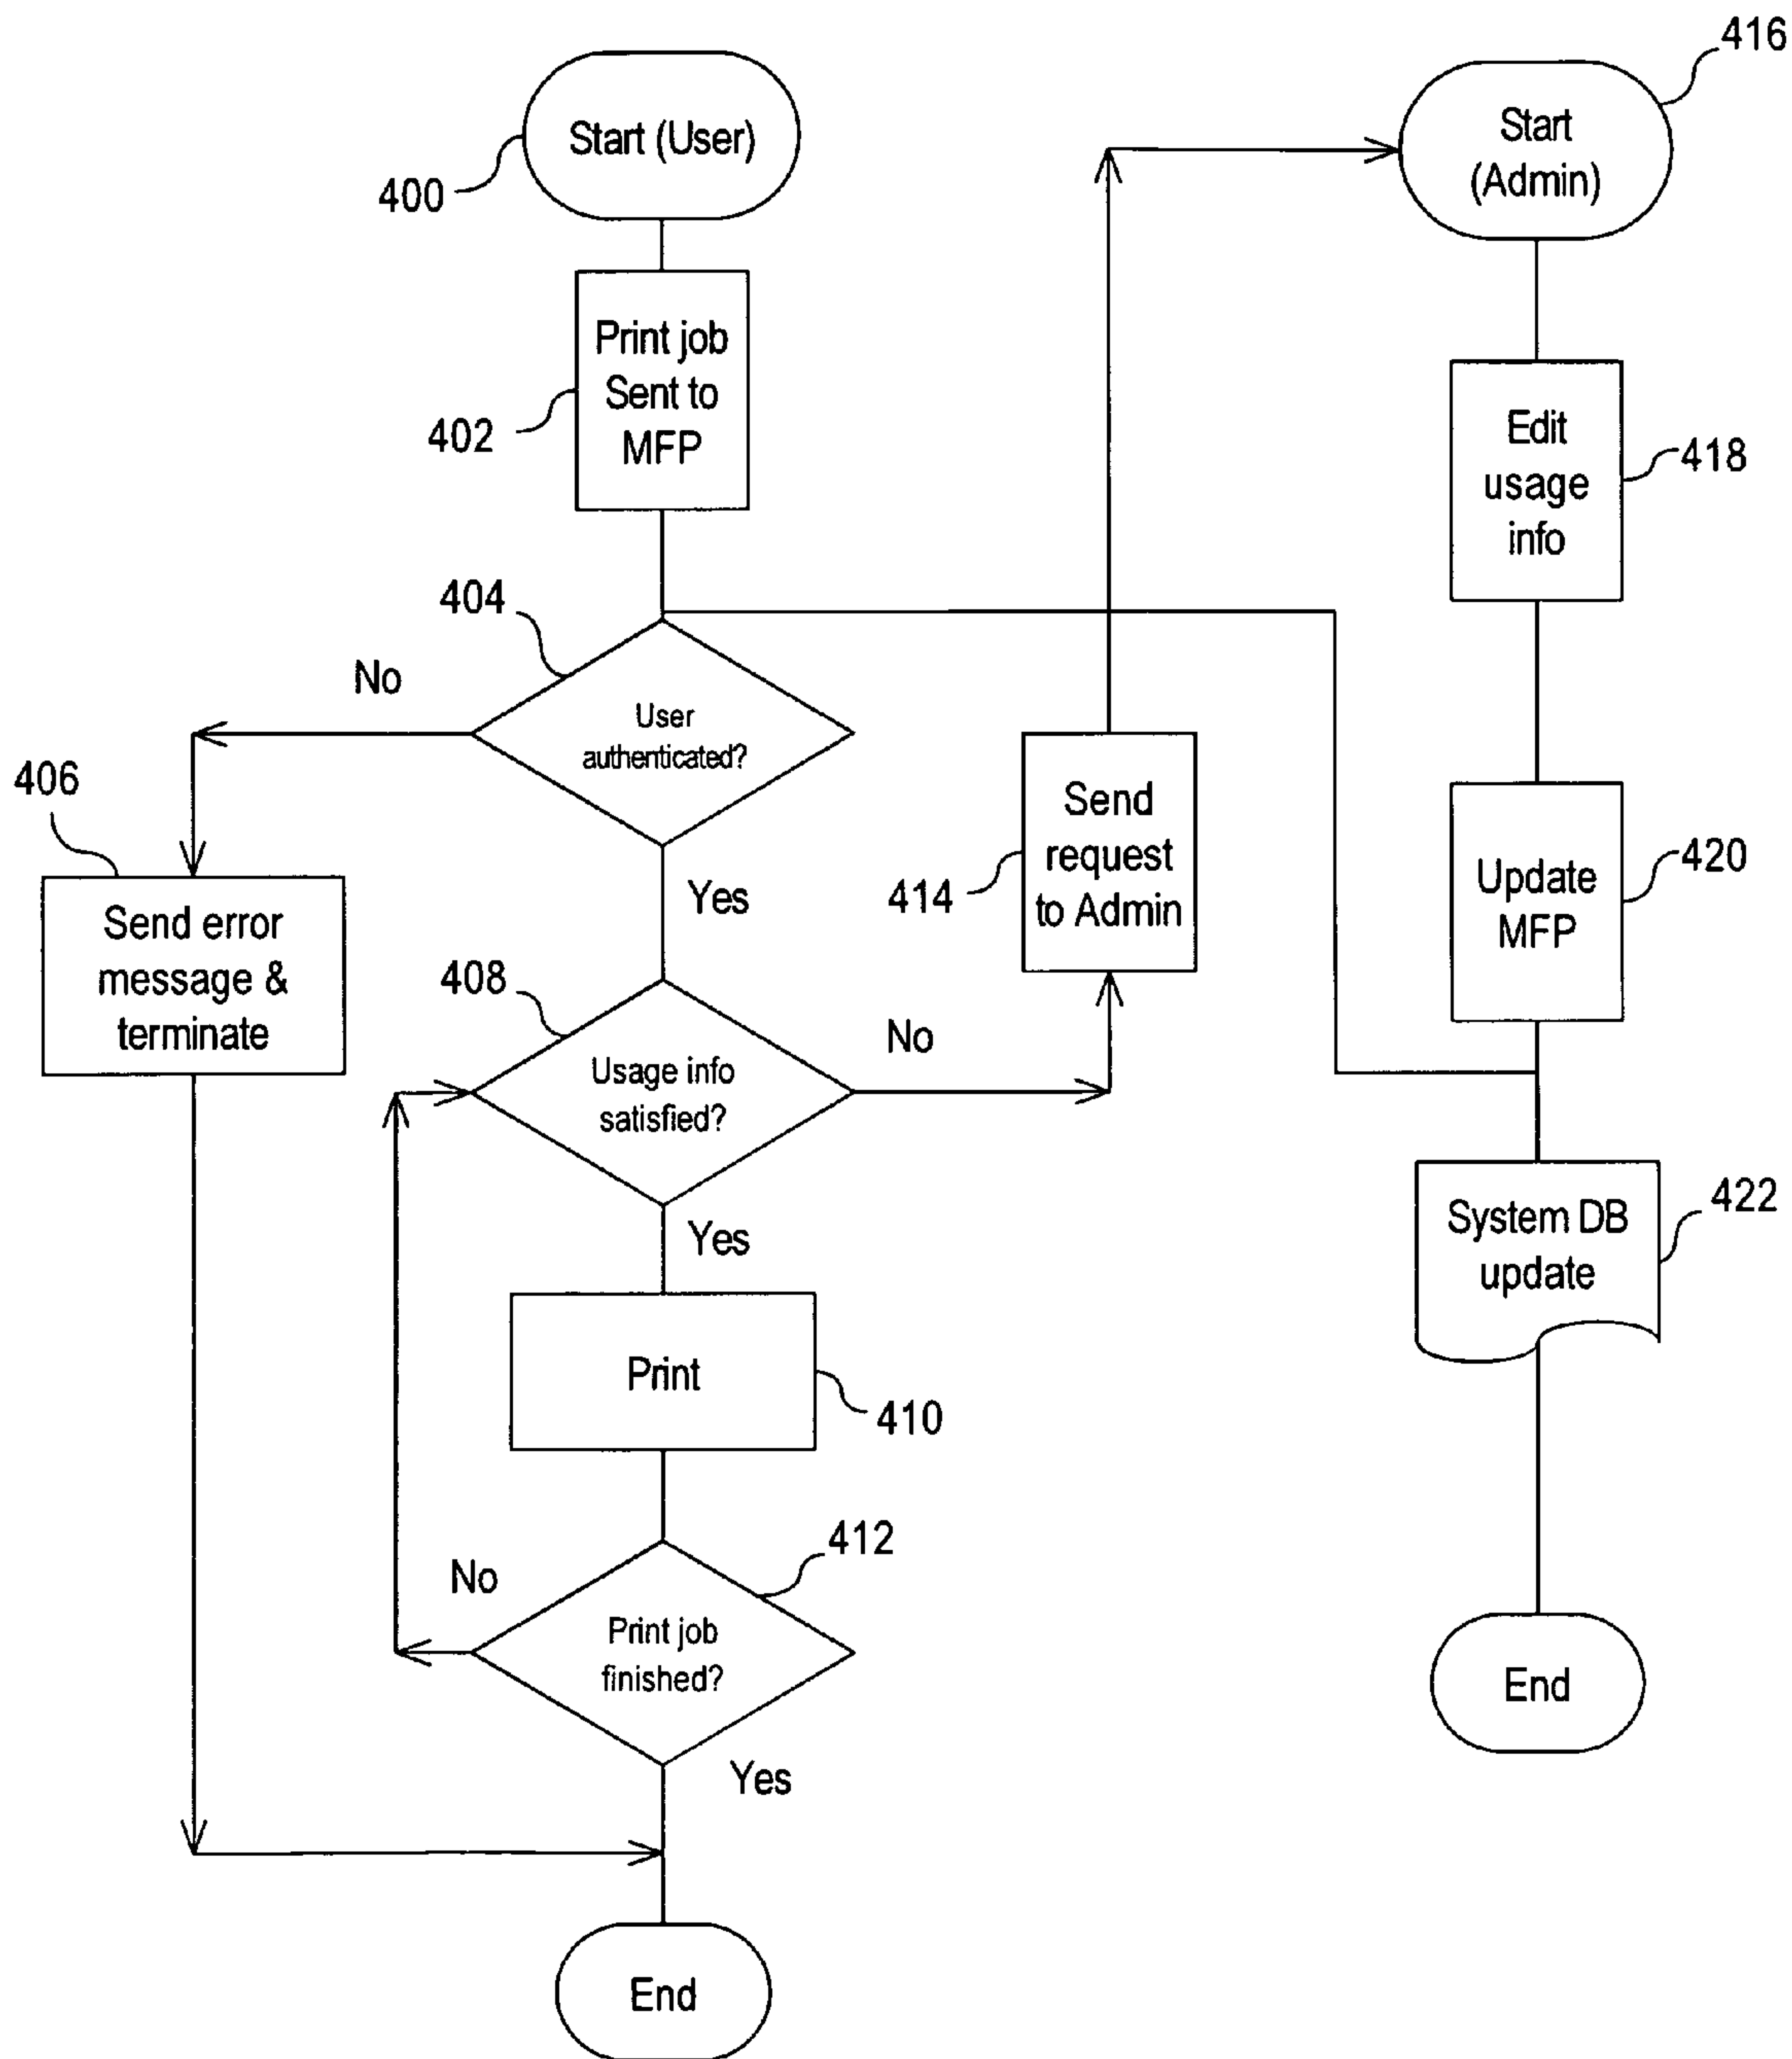 416
Start (User)
Start
(Admin)
400
Print job
Sent to
MFP
402
Edit
usage
info
418
404
No
User
authenticated?
406
Send error
message &
terminate
Yes
Send
request
to Admin
414
Update
MFP
420
408
No
Usage info
satisfied?
Yes
System DB
update
422
Print
410
412
No
Print job
finished?
Yes
End
End